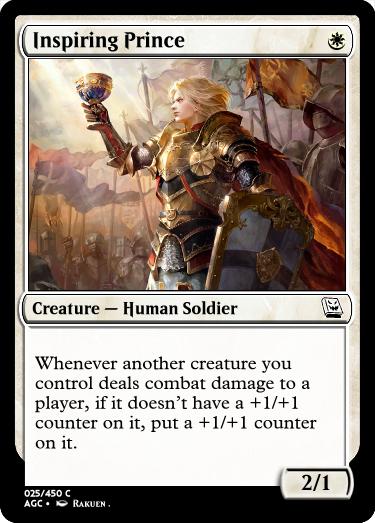 Inspiring Prince
Creature — Human Soldier
Whenever another creature you
control deals combat damage to a
player, if it doesn't have a +1/+1
counter on it, put a +1/+1 counter
on it.
2/1
025/450 C
AGC • Rakuen .